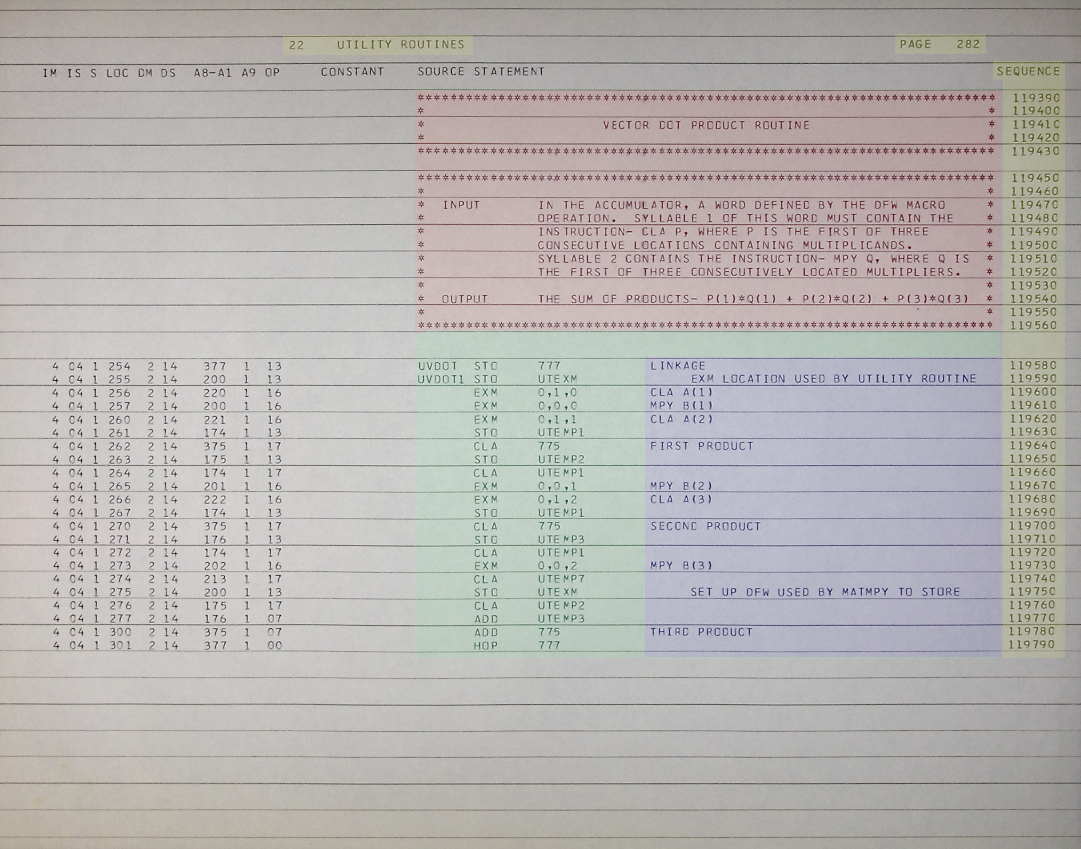 22 UTILITY ROUTINES PAGE 282
IM IS S LOC DM DS A8-A1 A9 OP CONSTANT SOURCE STATEMENT SEQUENCE
************************************************************************ 119390
* * 119400
* VECTOR DOT PRODUCT ROUTINE * 119410
* * 119420
************************************************************************ 119430
************************************************************************ 119450
* * 119460
* INPUT IN THE ACCUMULATOR, A WORD DEFINED BY THE DFW MACRO * 119470
* OPERATION. SYLLABLE 1 OF THIS WORD MUST CONTAIN THE * 119480
* INSTRUCTION- CLA P, WHERE P IS THE FIRST OF THREE * 119490
* CONSECUTIVE LOCATIONS CONTAINING MULTIPLICANDS. * 119500
* SYLLABLE 2 CONTAINS THE INSTRUCTION- MPY Q, WHERE Q IS * 119510
* THE FIRST OF THREE CONSECUTIVELY LOCATED MULTIPLIERS. * 119520
* * 119530
* OUTPUT THE SUM OF PRODUCTS- P(1)*Q(1) + P(2)*Q(2) + P(3)*Q(3) * 119540
* * 119550
************************************************************************ 119560
4 04 1 254 2 14 377 1 13 UVDOT STO 777 LINKAGE 119580
4 04 1 255 2 14 200 1 13 UVDOT1 STO UTEXM EXM LOCATION USED BY UTILITY ROUTINE 119590
4 04 1 256 2 14 220 1 16 EXM 0,1,0 CLA A(1) 119600
4 04 1 257 2 14 200 1 16 EXM 0,0,0 MPY B(1) 119610
4 04 1 260 2 14 221 1 16 EXM 0,1,1 CLA A(2) 119620
4 04 1 261 2 14 174 1 13 STO UTEMP1 119630
4 04 1 262 2 14 375 1 17 CLA 775 FIRST PRODUCT 119640
4 04 1 263 2 14 175 1 13 STO UTEMP2 119650
4 04 1 264 2 14 174 1 17 CLA UTEMP1 119660
4 04 1 265 2 14 201 1 16 EXM 0,0,1 MPY B(2) 119670
4 04 1 266 2 14 222 1 16 EXM 0,1,2 CLA A(3) 119680
4 04 1 267 2 14 174 1 13 STO UTEMP1 119690
4 04 1 270 2 14 375 1 17 CLA 775 SECOND PRODUCT 119700
4 04 1 271 2 14 176 1 13 STO UTEMP3 119710
4 04 1 272 2 14 174 1 17 CLA UTEMP1 119720
4 04 1 273 2 14 202 1 16 EXM 0,0,2 MPY B(3) 119730
4 04 1 274 2 14 213 1 17 CLA UTEMP7 119740
4 04 1 275 2 14 200 1 13 STO UTEXM SET UP DFW USED BY MATMPY TO STORE 119750
4 04 1 276 2 14 175 1 17 CLA UTEMP2 119760
4 04 1 277 2 14 176 1 07 ADD UTEMP3 119770
4 04 1 300 2 14 375 1 07 ADD 775 THIRD PRODUCT 119780
4 04 1 301 2 14 377 1 00 HOP 777 119790